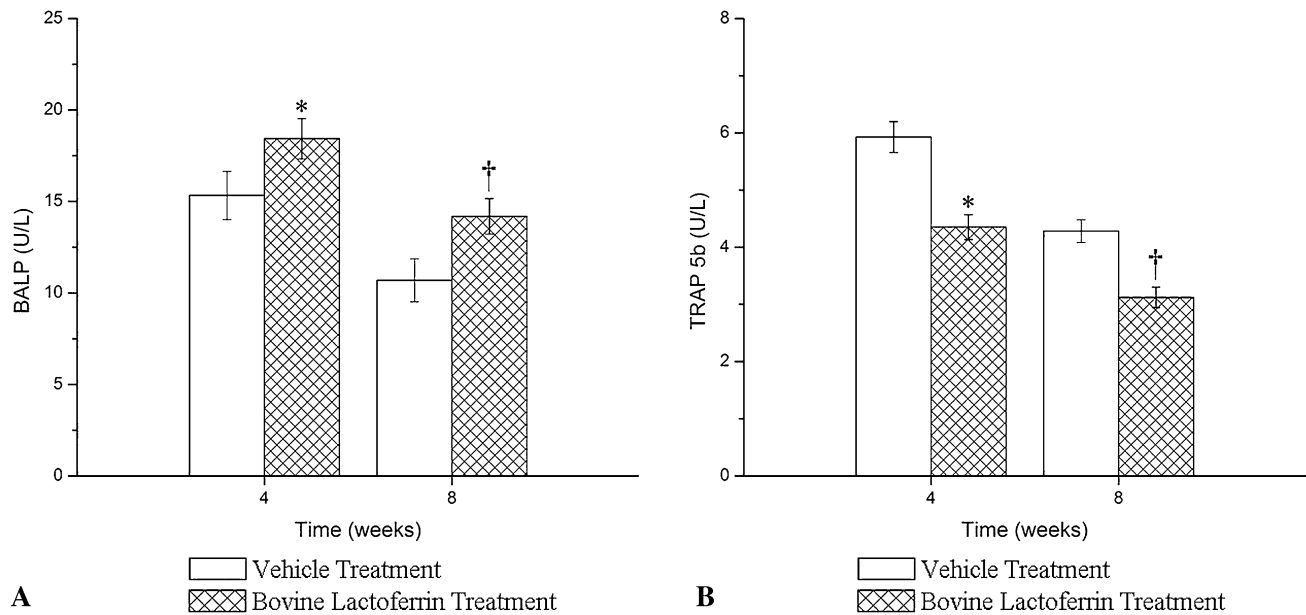 25
20
15
10
5
0
BALP (U/L)
*
†
4
8
Time (weeks)
Vehicle Treatment
Bovine Lactoferrin Treatment
A
8
6
4
2
0
TRAP 5b (U/L)
*
†
4
8
Time (weeks)
Vehicle Treatment
Bovine Lactoferrin Treatment
B